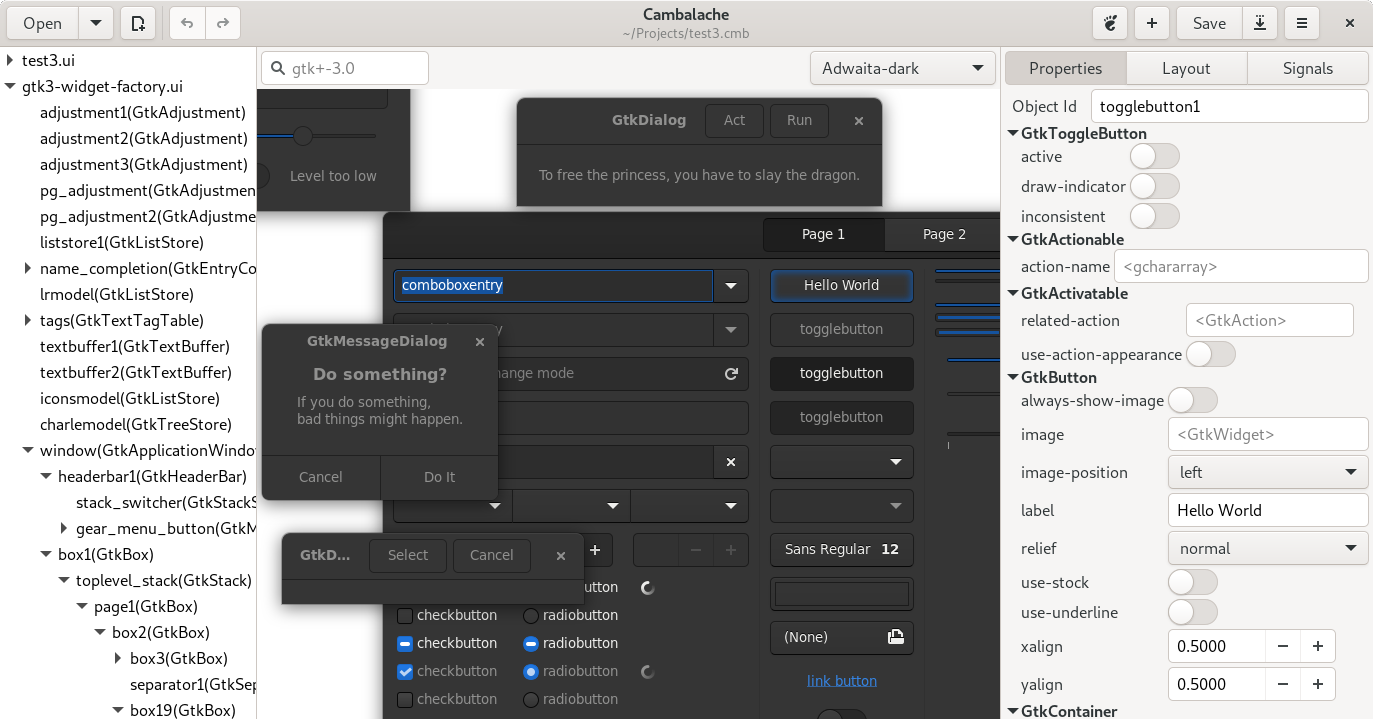 Open
Cambalache
~/Projects/test3.cmb
Save
test3.ui
gtk3-widget-factory.ui
adjustment1(GtkAdjustment)
adjustment2(GtkAdjustment)
adjustment3(GtkAdjustment)
pg_adjustment(GtkAdjustmen
pg_adjustment2(GtkAdjustme
liststore1(GtkListStore)
name_completion(GtkEntryCo
lrmodel(GtkListStore)
tags(GtkTextTagTable)
textbuffer1(GtkTextBuffer)
textbuffer2(GtkTextBuffer)
iconsmodel(GtkListStore)
charlemodel(GtkTreeStore)
window(GtkApplicationWindo
headerbar1(GtkHeaderBar)
stack_switcher(GtkStackS
gear_menu_button(GtkM
box1(GtkBox)
toplevel_stack(GtkStack)
page1(GtkBox)
box2(GtkBox)
box3(GtkBox)
separator1(GtkSep
box19(GtkBox)
gtk+-3.0
Adwaita-dark
Level too low
GtkDialog
Act
Run
To free the princess, you have to slay the dragon.
Page 1
Page 2
comboboxentry
Hello World
togglebutton
togglebutton
togglebutton
GtkMessageDialog
Do something?
If you do something,
bad things might happen.
Cancel
Do It
ange mode
GtkD...
Select
Cancel
Sans Regular 12
(None)
link button
utton
checkbutton
radiobutton
checkbutton
radiobutton
checkbutton
radiobutton
checkbutton
radiobutton
Properties
Layout
Signals
Object Id
togglebutton1
GtkToggleButton
active
draw-indicator
inconsistent
GtkActionable
action-name
<gchararray>
GtkActivatable
related-action
<GtkAction>
use-action-appearance
GtkButton
always-show-image
image
<GtkWidget>
image-position
left
label
Hello World
relief
normal
use-stock
use-underline
xalign
0.5000
yalign
0.5000
GtkContainer